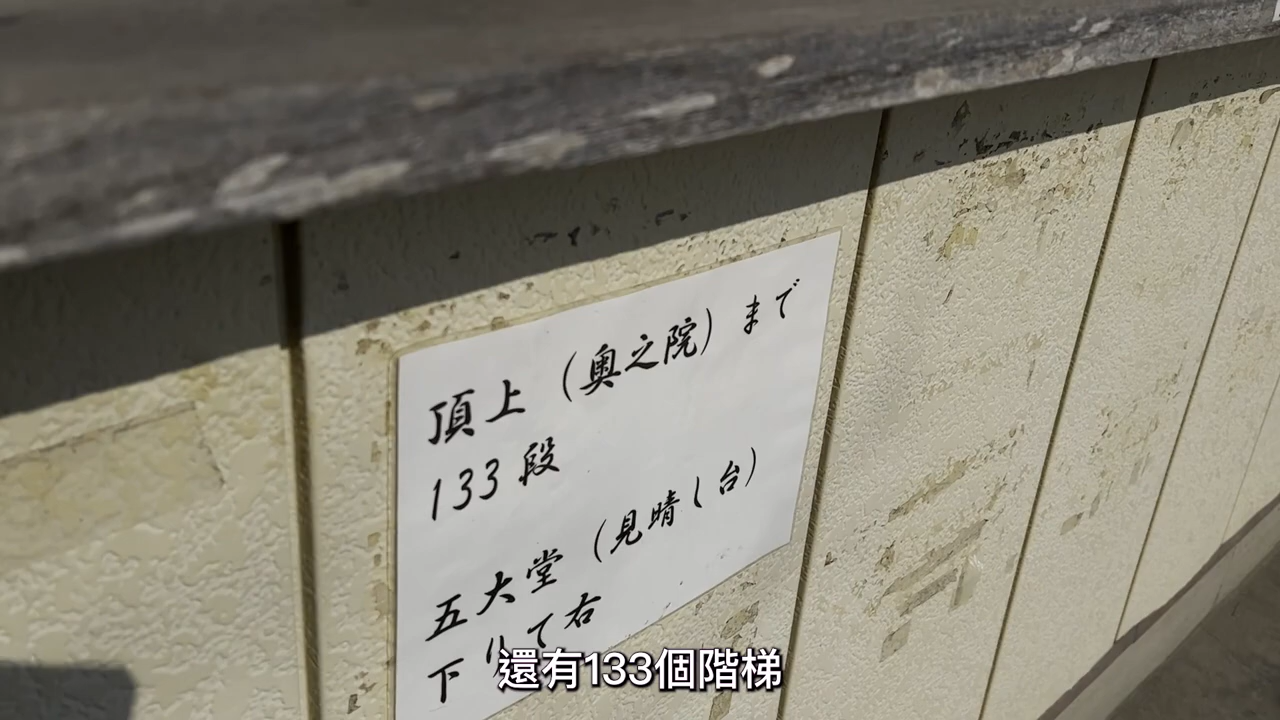 頂上（奥之院）まで
133段
五大堂（見晴し台）
下りて右
還有133個階梯